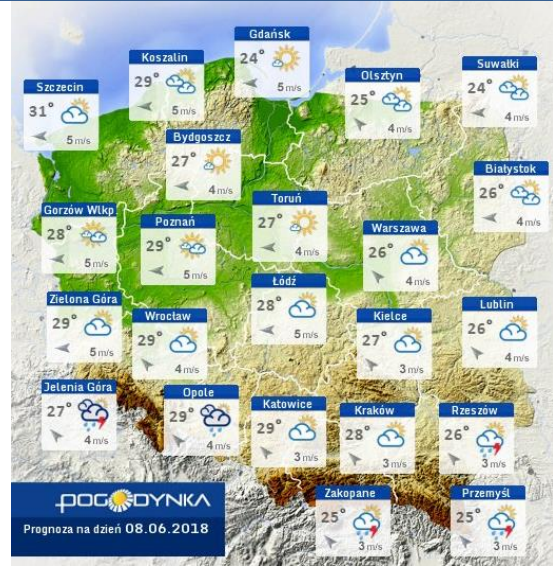 Gdańsk
24°
5 m/s
Koszalin
29°
5 m/s
Suwałki
24°
4 m/s
Olsztyn
25°
4 m/s
Szczecin
31°
5 m/s
Bydgoszcz
27°
4 m/s
Białystok
26°
4 m/s
Toruń
27°
4 m/s
Gorzów Wlkp
28°
5 m/s
Poznań
29°
5 m/s
Warszawa
26°
4 m/s
Łódź
28°
5 m/s
Zielona Góra
29°
5 m/s
Wrocław
29°
4 m/s
Kielce
27°
3 m/s
Lublin
26°
4 m/s
Jelenia Góra
27°
4 m/s
Opole
29°
4 m/s
Katowice
29°
3 m/s
Kraków
28°
3 m/s
Rzeszów
26°
3 m/s
Zakopane
25°
3 m/s
Przemyśl
25°
3 m/s
POGODYNKA
Prognoza na dzień 08.06.2018